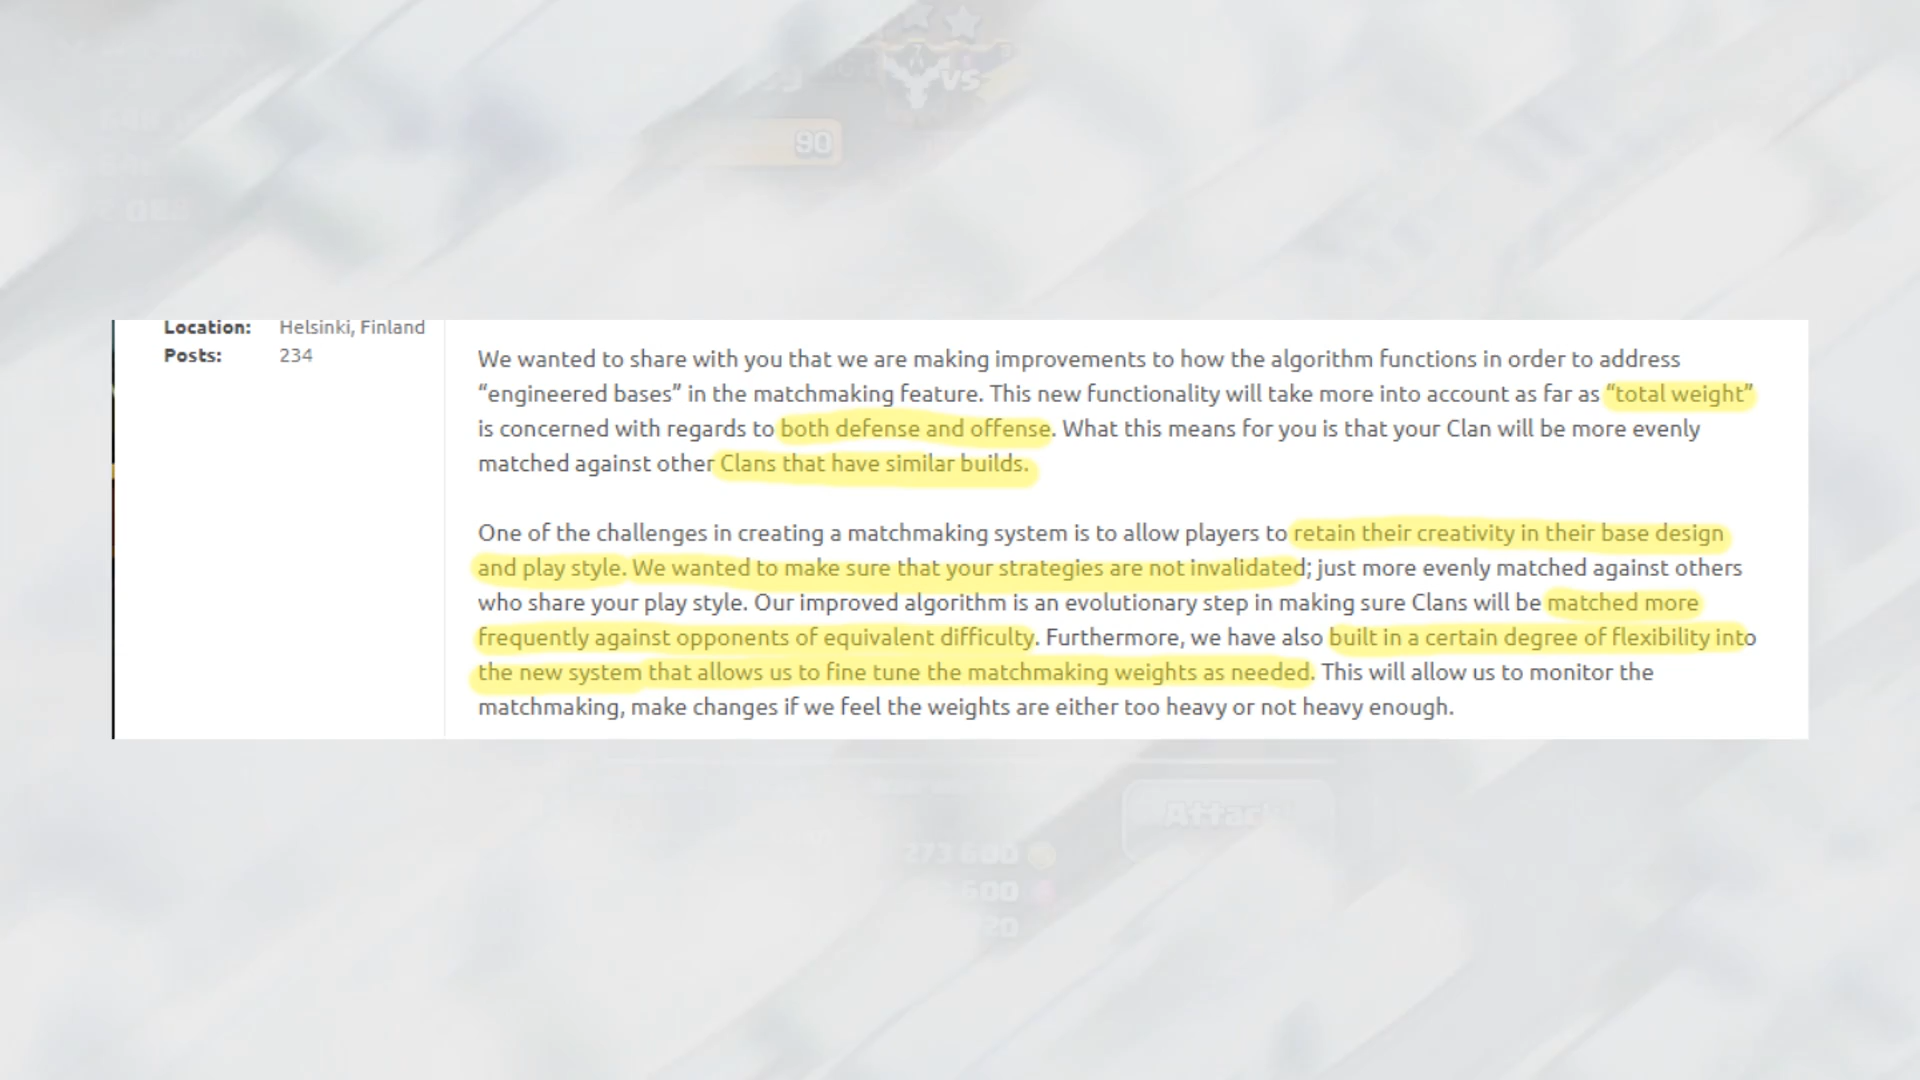 VS
90
Location: Helsinki, Finland
Posts: 234
We wanted to share with you that we are making improvements to how the algorithm functions in order to address
“engineered bases” in the matchmaking feature. This new functionality will take more into account as far as “total weight”
is concerned with regards to both defense and offense. What this means for you is that your Clan will be more evenly
matched against other Clans that have similar builds.
One of the challenges in creating a matchmaking system is to allow players to retain their creativity in their base design
and play style. We wanted to make sure that your strategies are not invalidated; just more evenly matched against others
who share your play style. Our improved algorithm is an evolutionary step in making sure Clans will be matched more
frequently against opponents of equivalent difficulty. Furthermore, we have also built in a certain degree of flexibility into
the new system that allows us to fine tune the matchmaking weights as needed. This will allow us to monitor the
matchmaking, make changes if we feel the weights are either too heavy or not heavy enough.
Attack!
273 600